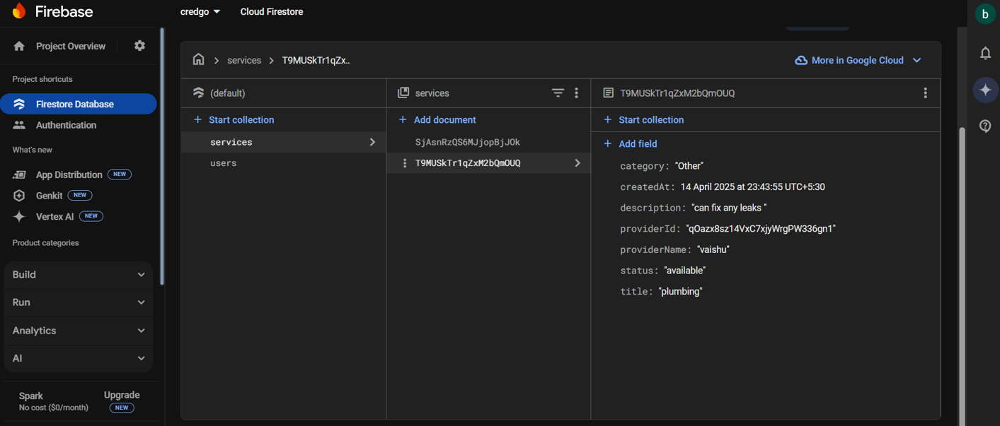 Firebase
credgo
Cloud Firestore
b
Project Overview
Project shortcuts
Firestore Database
Authentication
What's new
App Distribution NEW
Genkit NEW
Vertex AI NEW
Product categories
Build
Run
Analytics
AI
Spark
No cost ($0/month)
Upgrade
NEW
services
T9MUSkTr1qZx..
More in Google Cloud
(default)
Start collection
services
users
services
Add document
SjAsnRzQS6MJjopBjJOk
T9MUSkTr1qZxM2bQmOUQ
T9MUSkTr1qZxM2bQmOUQ
Start collection
Add field
category: "Other"
createdAt: 14 April 2025 at 23:43:55 UTC+5:30
description: "can fix any leaks "
providerId: "qOazx8sz14VxC7xjyWrgPW336gn1"
providerName: "vaishu"
status: "available"
title: "plumbing"